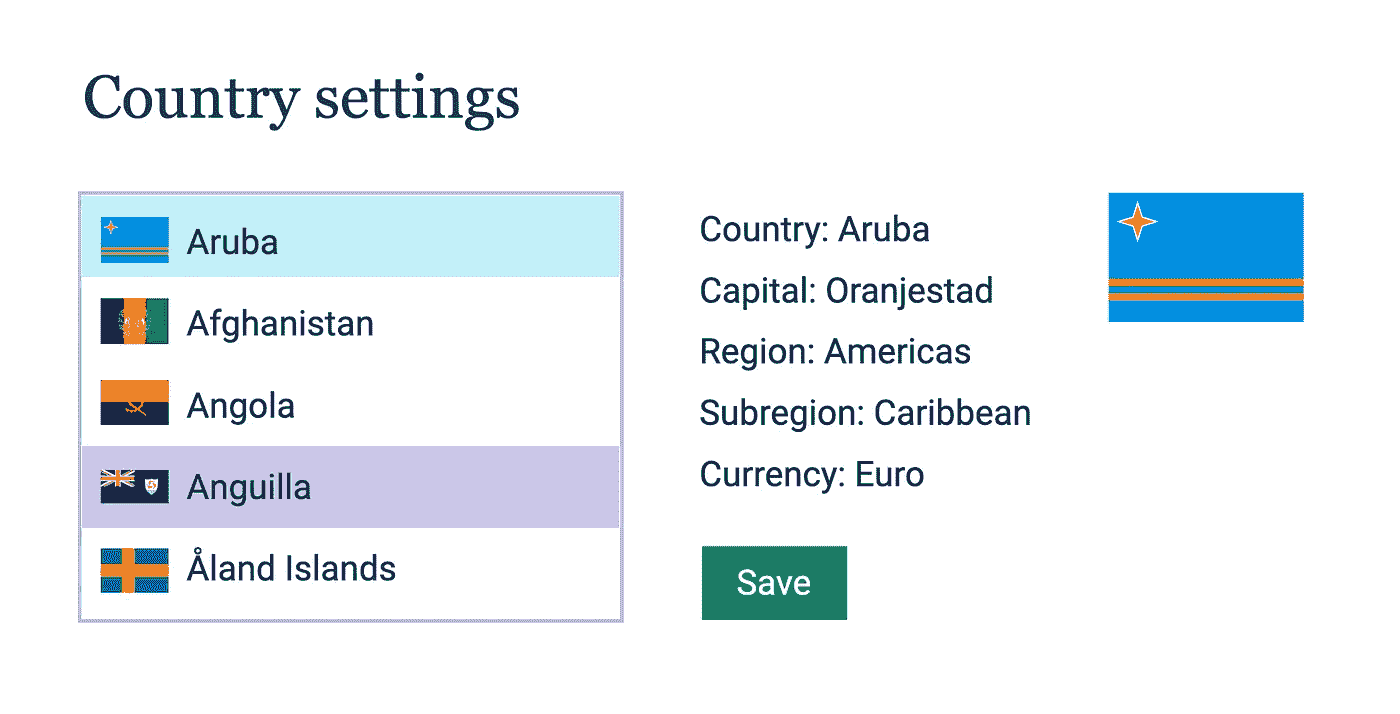 Country settings
Aruba
Afghanistan
Angola
Anguilla
Åland Islands
Country: Aruba
Capital: Oranjestad
Region: Americas
Subregion: Caribbean
Currency: Euro
Save